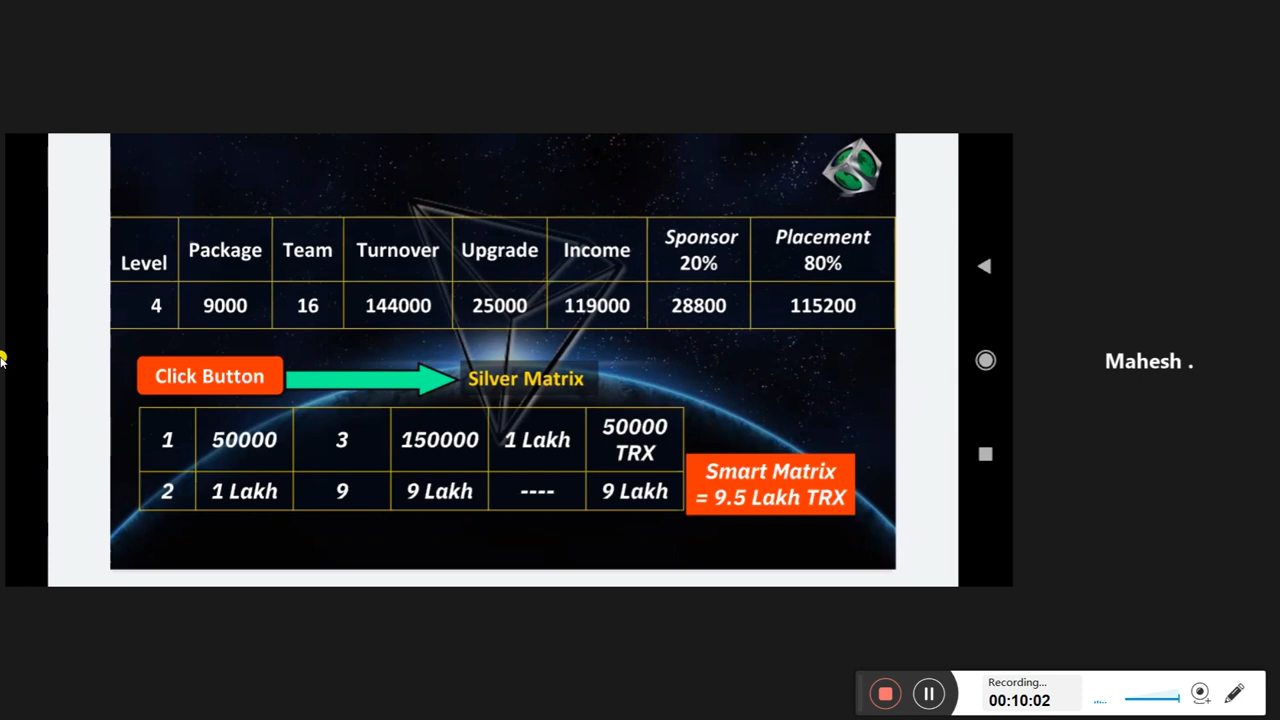 Level Package Team Turnover Upgrade Income Sponsor 20% Placement 80%
4 9000 16 144000 25000 119000 28800 115200
Click Button
Silver Matrix
1 50000 3 150000 1 Lakh 50000 TRX
2 1 Lakh 9 9 Lakh ---- 9 Lakh
Smart Matrix
= 9.5 Lakh TRX
Mahesh .
Recording...
00:10:02